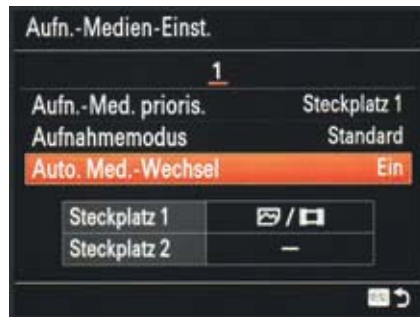 Aufn.-Medien-Einst.
1
Aufn.-Med. prioris. Steckplatz 1
Aufnahmemodus Standard
Auto. Med.-Wechsel Ein
Steckplatz 1 /
Steckplatz 2 –